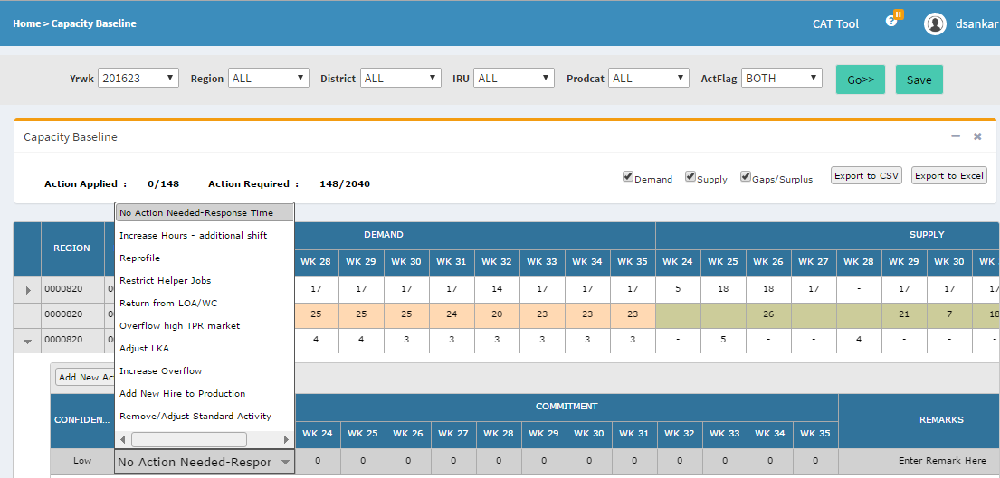 Home > Capacity Baseline
CAT Tool
H
dsankar
Yrwk 201623 Region ALL District ALL IRU ALL Prodcat ALL ActFlag BOTH Go>> Save
Capacity Baseline
Action Applied : 0/148 Action Required : 148/2040
Demand Supply Gaps/Surplus Export to CSV Export to Excel
No Action Needed-Response Time
Increase Hours - additional shift
Reprofile
Restrict Helper Jobs
Return from LOA/WC
Overflow high TPR market
Adjust LKA
Increase Overflow
Add New Hire to Production
Remove/Adjust Standard Activity
REGION DEMAND SUPPLY
WK 28 WK 29 WK 30 WK 31 WK 32 WK 33 WK 34 WK 35 WK 24 WK 25 WK 26 WK 27 WK 28 WK 29 WK 30 WK
0000820 0 17 17 17 17 14 17 17 17 5 18 18 17 - 17 17 17
0000820 0 25 25 25 24 20 23 23 23 - - 26 - - 21 7 18
0000820 0 4 4 3 3 3 3 3 3 - 5 - - 4 - - -
Add New Ac
CONFIDEN... COMMITMENT REMARKS
WK 24 WK 25 WK 26 WK 27 WK 28 WK 29 WK 30 WK 31 WK 32 WK 33 WK 34 WK 35
Low No Action Needed-Respor 0 0 0 0 0 0 0 0 0 0 0 0 Enter Remark Here